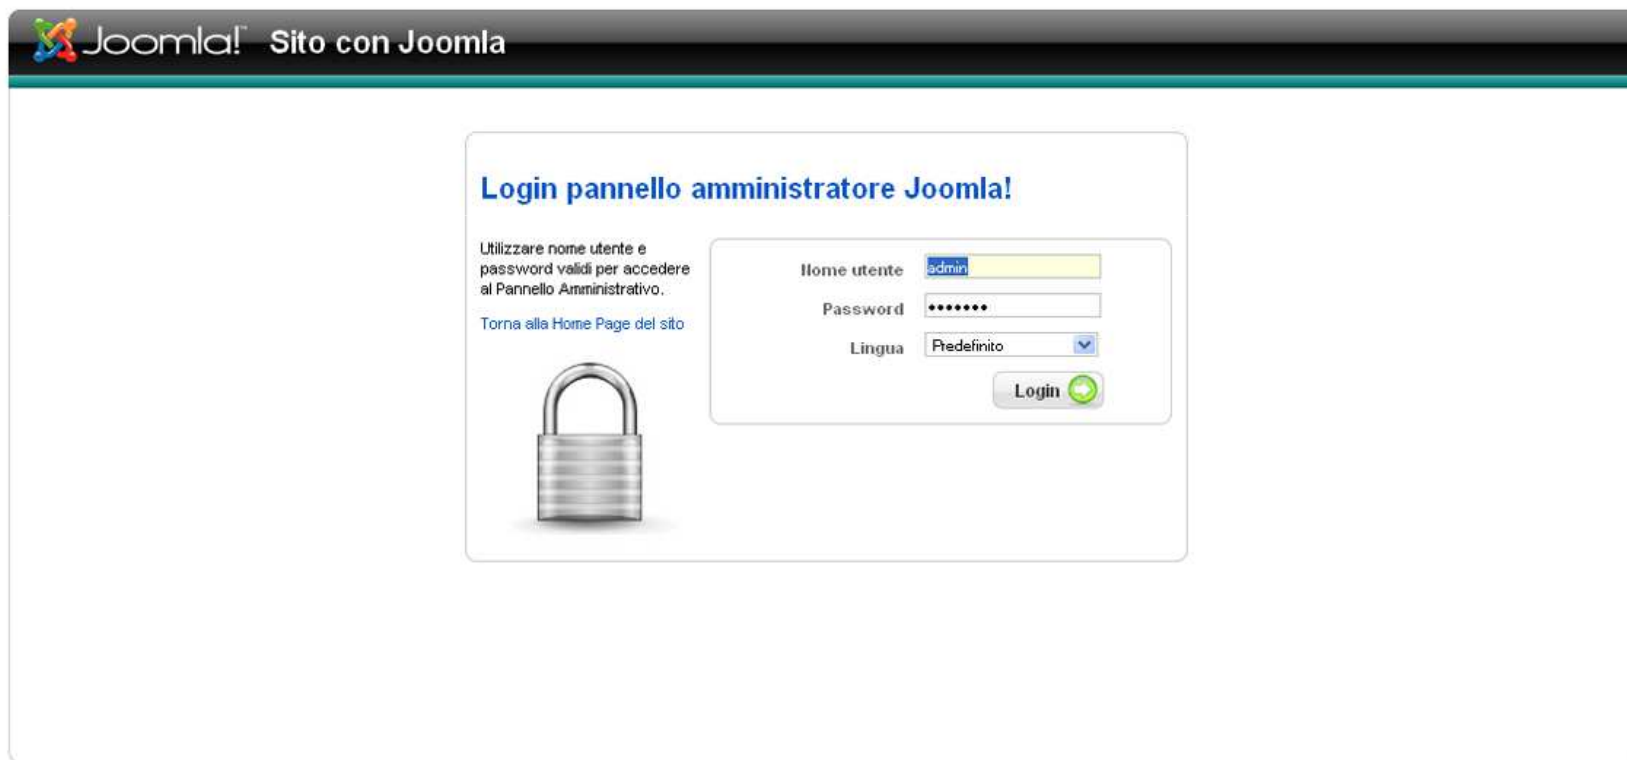 Joomla!™ Sito con Joomla
Login pannello amministratore Joomla!
Utilizzare nome utente e
password validi per accedere
al Pannello Amministrativo.
Torna alla Home Page del sito
Nome utente admin
Password •••••••
Lingua Predefinito
Login